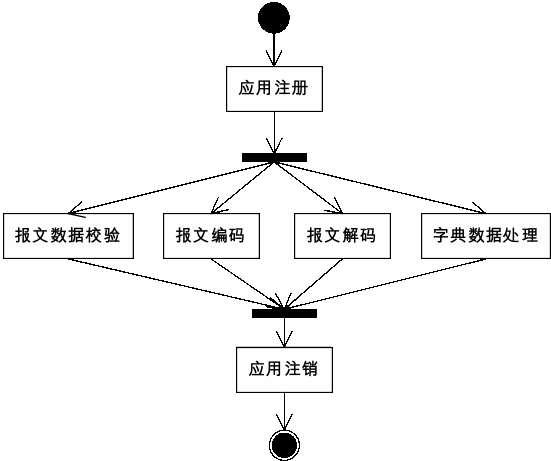 应用注册
报文数据校验
报文编码
报文解码
字典数据处理
应用注销